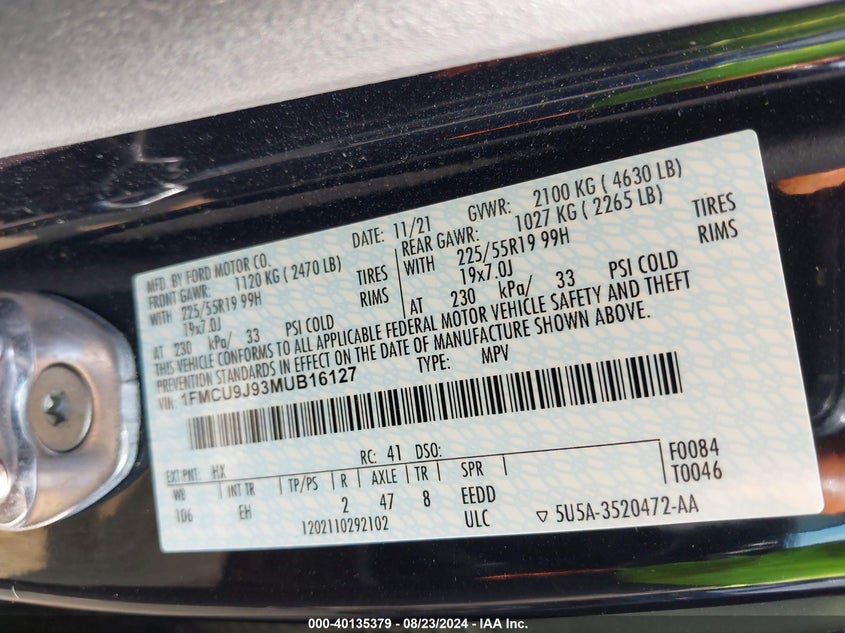 MFD. BY FORD MOTOR CO.
DATE: 11/21 GVWR: 2100 KG ( 4630 LB)
FRONT GAWR: 1120 KG ( 2470 LB) REAR GAWR: 1027 KG ( 2265 LB)
WITH 225/55R19 99H TIRES WITH 225/55R19 99H TIRES
19x7.0J RIMS 19x7.0J RIMS
AT 230 kPa/ 33 PSI COLD AT 230 kPa/ 33 PSI COLD
THIS VEHICLE CONFORMS TO ALL APPLICABLE FEDERAL MOTOR VEHICLE SAFETY AND THEFT
PREVENTION STANDARDS IN EFFECT ON THE DATE OF MANUFACTURE SHOWN ABOVE.
VIN: 1FMCU9J93MUB16127 TYPE: MPV
EXT PNT: HX RC: 41 DSO: F0084
WB INT TR TP/PS R AXLE TR SPR T0046
106 EH 2 47 8 EEDD
1202110292102 ULC ▽ 5U5A-3520472-AA
000-40135379 - 08/23/2024 - IAA Inc.